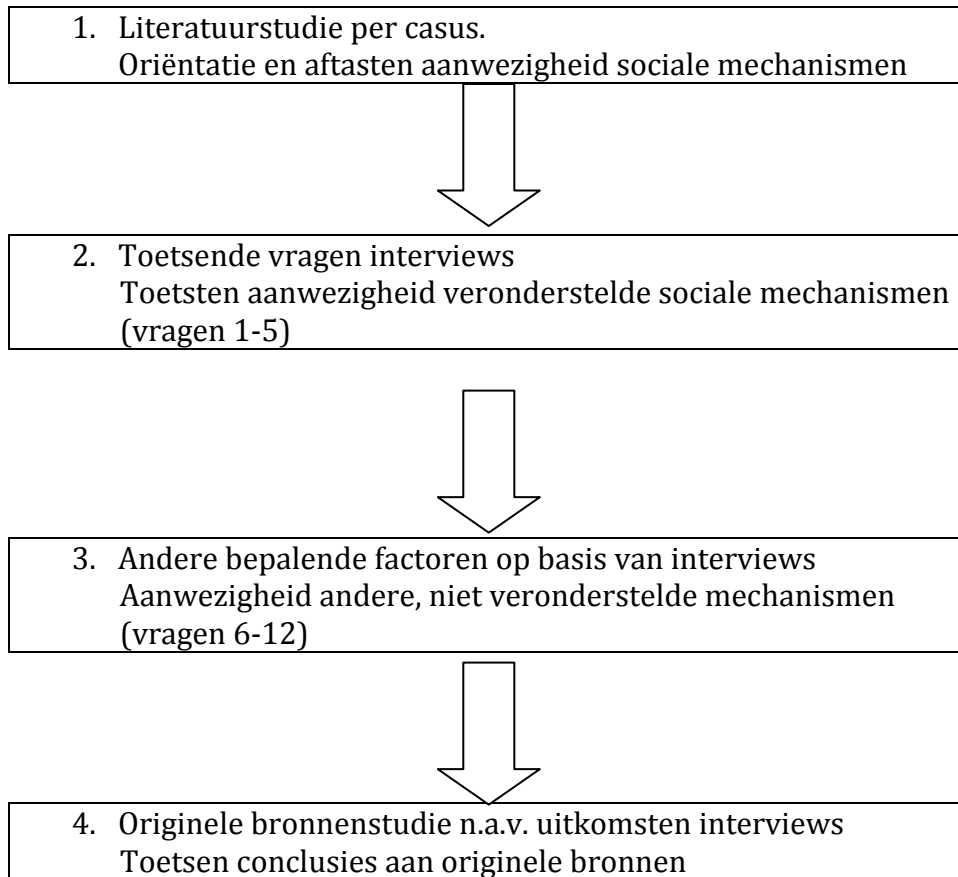 1. Literatuurstudie per casus.
Oriëntatie en aftasten aanwezigheid sociale mechanismen
2. Toetsende vragen interviews
Toetsten aanwezigheid veronderstelde sociale mechanismen
(vragen 1-5)
3. Andere bepalende factoren op basis van interviews
Aanwezigheid andere, niet veronderstelde mechanismen
(vragen 6-12)
4. Originele bronnenstudie n.a.v. uitkomsten interviews
Toetsen conclusies aan originele bronnen